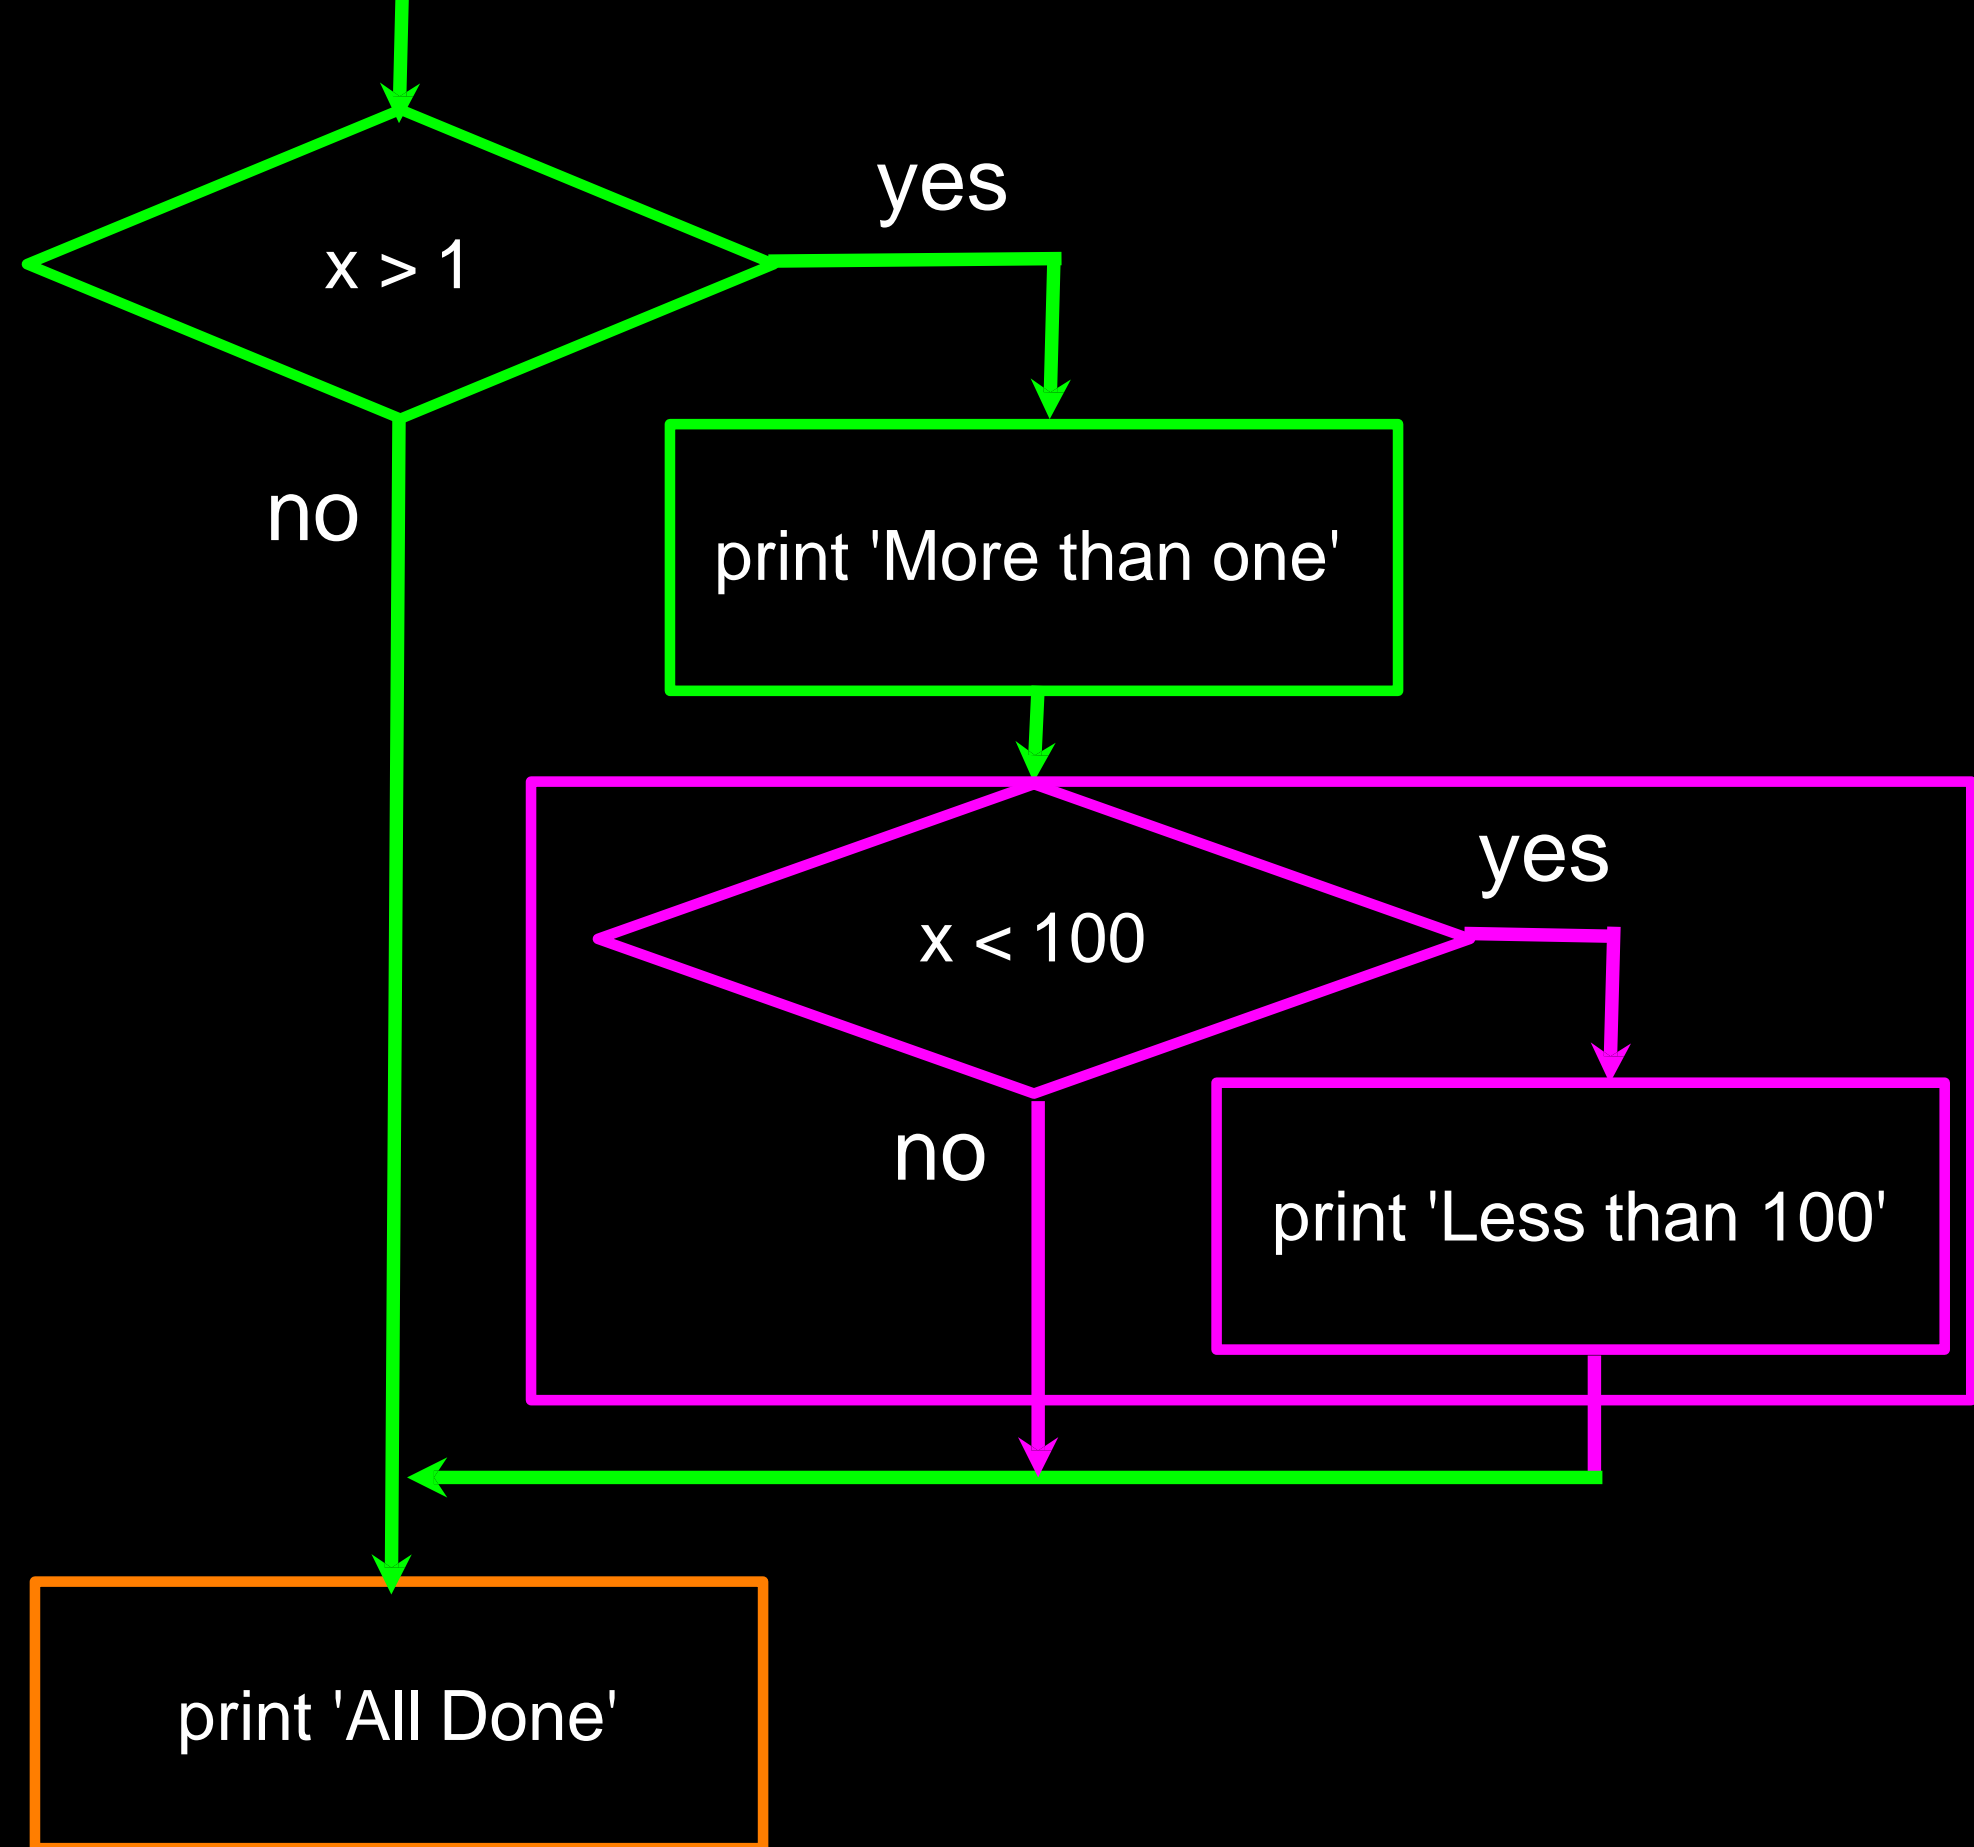 yes
x > 1
no
print 'More than one'
yes
x < 100
no
print 'Less than 100'
print 'All Done'